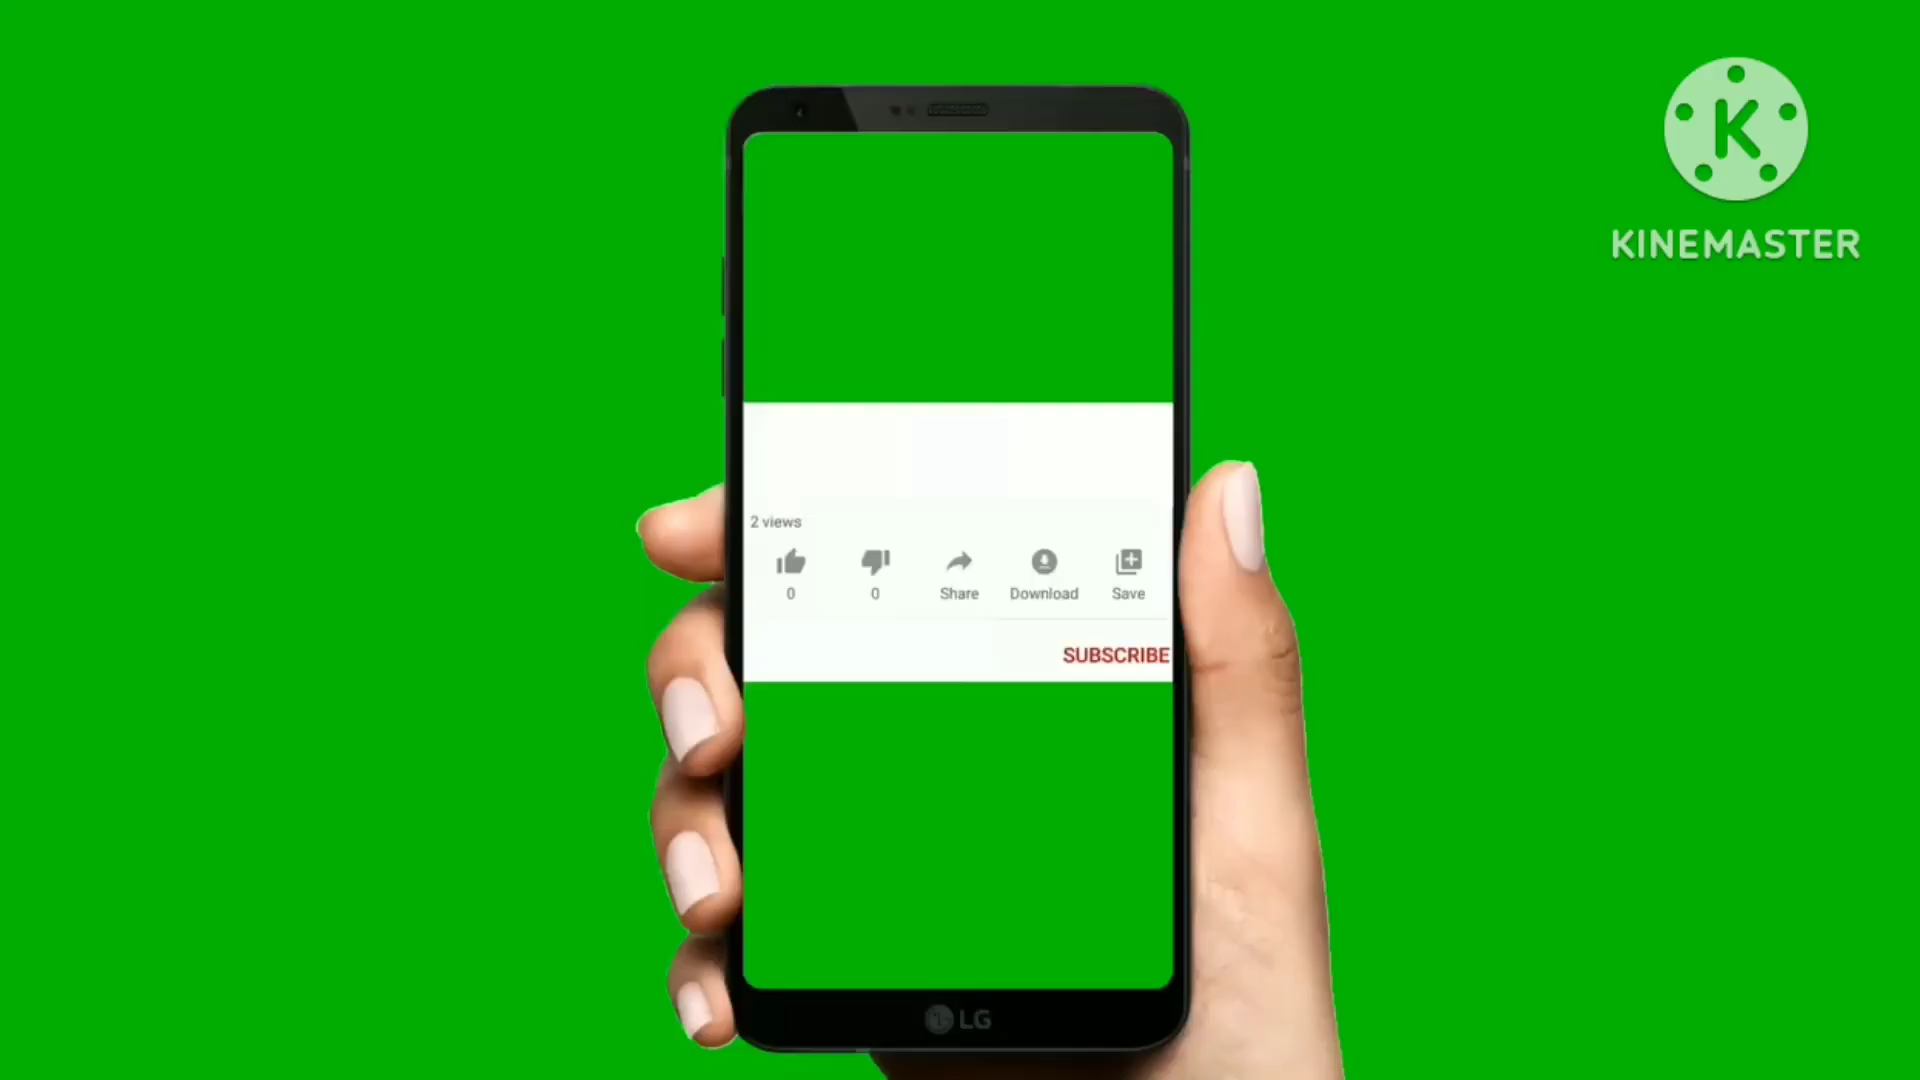 K
KINEMASTER
2 views
0 0 Share Download Save
SUBSCRIBE
LG